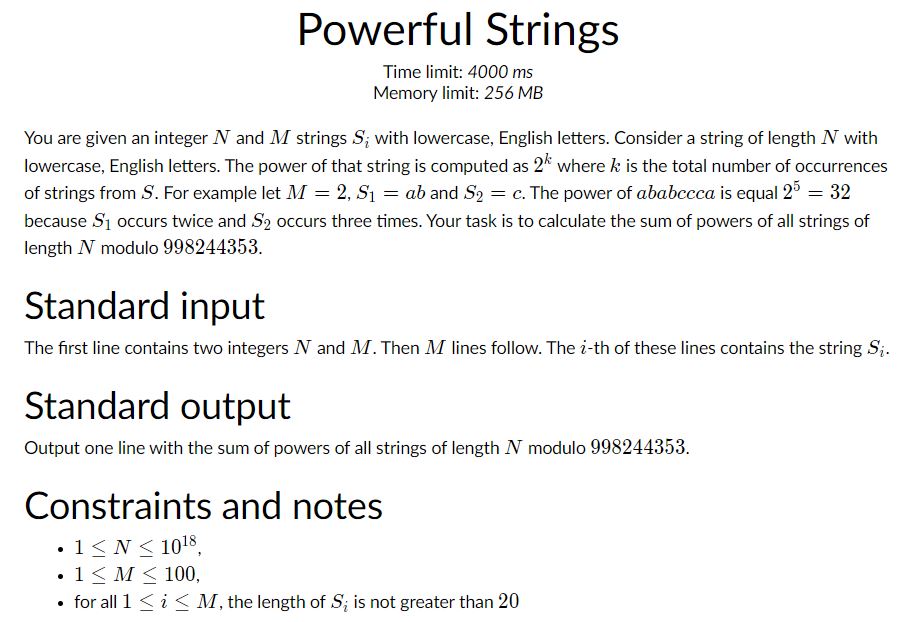 Powerful Strings
Time limit: 4000 ms
Memory limit: 256 MB
You are given an integer N and M strings S_i with lowercase, English letters. Consider a string of length N with
lowercase, English letters. The power of that string is computed as 2^k where k is the total number of occurrences
of strings from S. For example let M = 2, S_1 = ab and S_2 = c. The power of ababccca is equal 2^5 = 32
because S_1 occurs twice and S_2 occurs three times. Your task is to calculate the sum of powers of all strings of
length N modulo 998244353.
Standard input
The first line contains two integers N and M. Then M lines follow. The i-th of these lines contains the string S_i.
Standard output
Output one line with the sum of powers of all strings of length N modulo 998244353.
Constraints and notes
• 1 ≤ N ≤ 10^18,
• 1 ≤ M ≤ 100,
• for all 1 ≤ i ≤ M, the length of S_i is not greater than 20